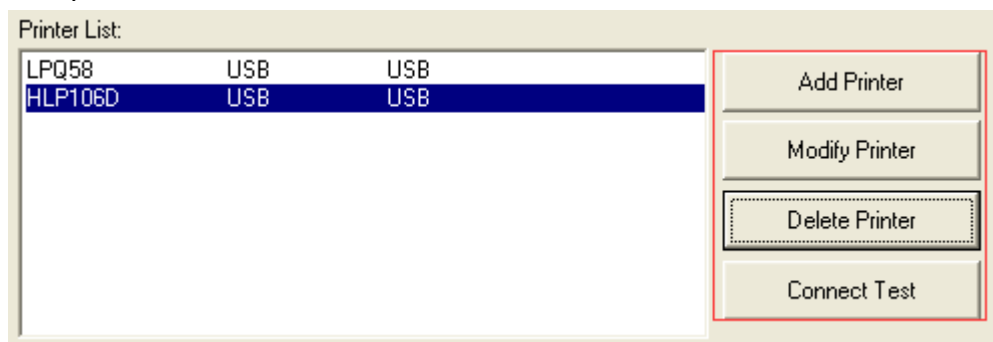 Printer List:
LPQ58 USB USB
HLP106D USB USB
Add Printer
Modify Printer
Delete Printer
Connect Test